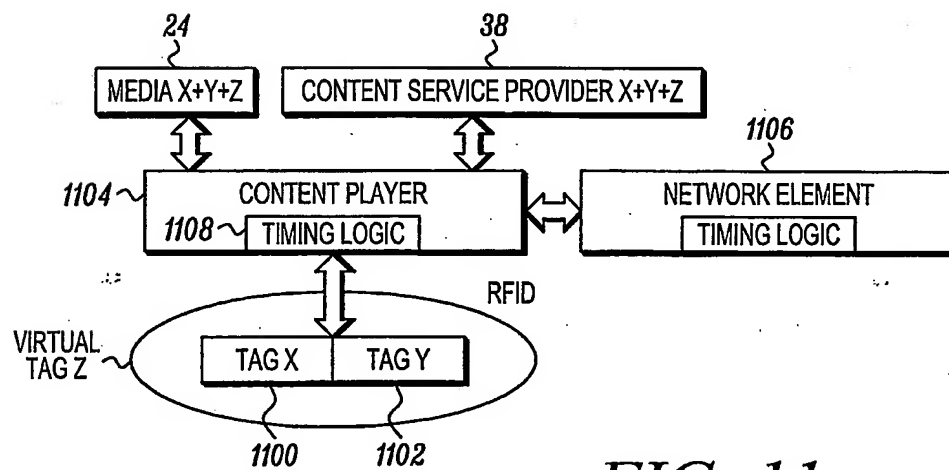 24
38
MEDIA X+Y+Z
CONTENT SERVICE PROVIDER X+Y+Z
1106
1104
CONTENT PLAYER
NETWORK ELEMENT
1108
TIMING LOGIC
TIMING LOGIC
RFID
VIRTUAL
TAG Z
TAG X
TAG Y
1100
1102
FIG. 11